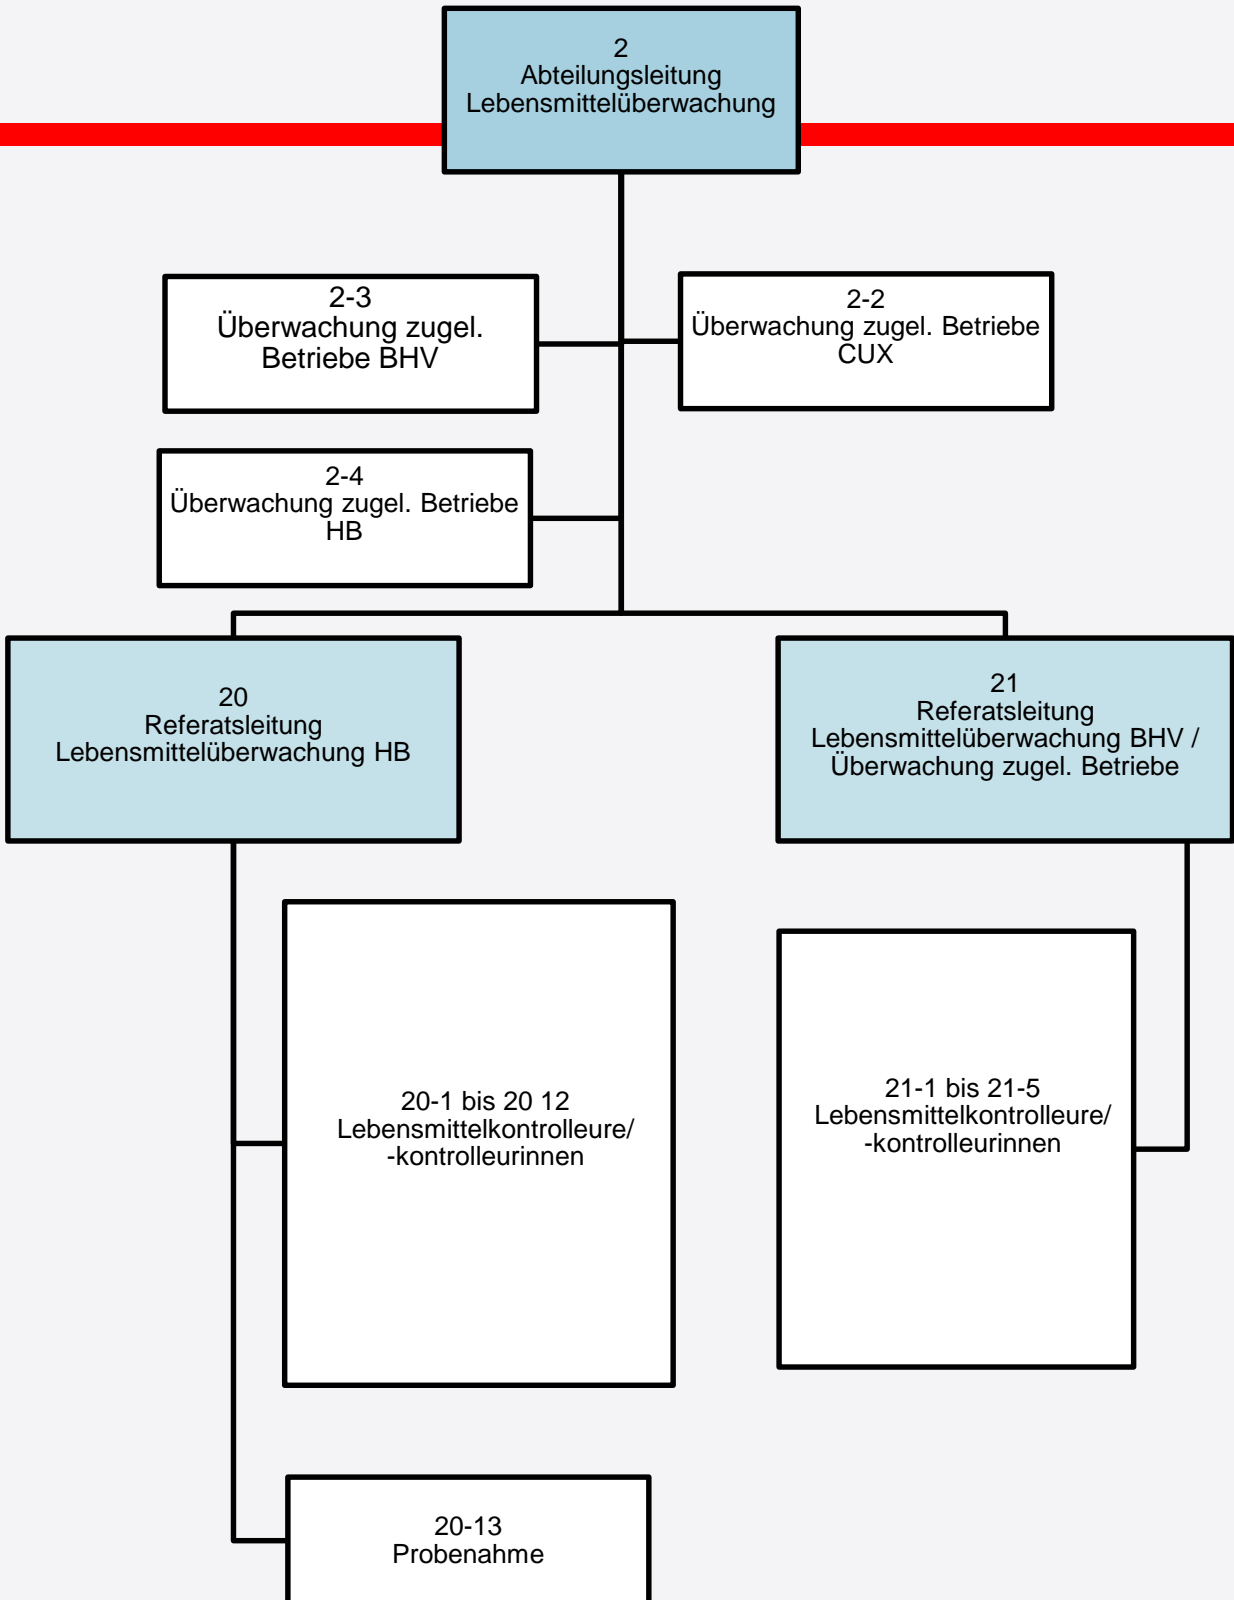 2
Abteilungsleitung
Lebensmittelüberwachung
2-3
Überwachung zugel.
Betriebe BHV
2-2
Überwachung zugel. Betriebe
CUX
2-4
Überwachung zugel. Betriebe
HB
20
Referatsleitung
Lebensmittelüberwachung HB
21
Referatsleitung
Lebensmittelüberwachung BHV /
Überwachung zugel. Betriebe
20-1 bis 20 12
Lebensmittelkontrolleure/
-kontrolleurinnen
21-1 bis 21-5
Lebensmittelkontrolleure/
-kontrolleurinnen
20-13
Probenahme